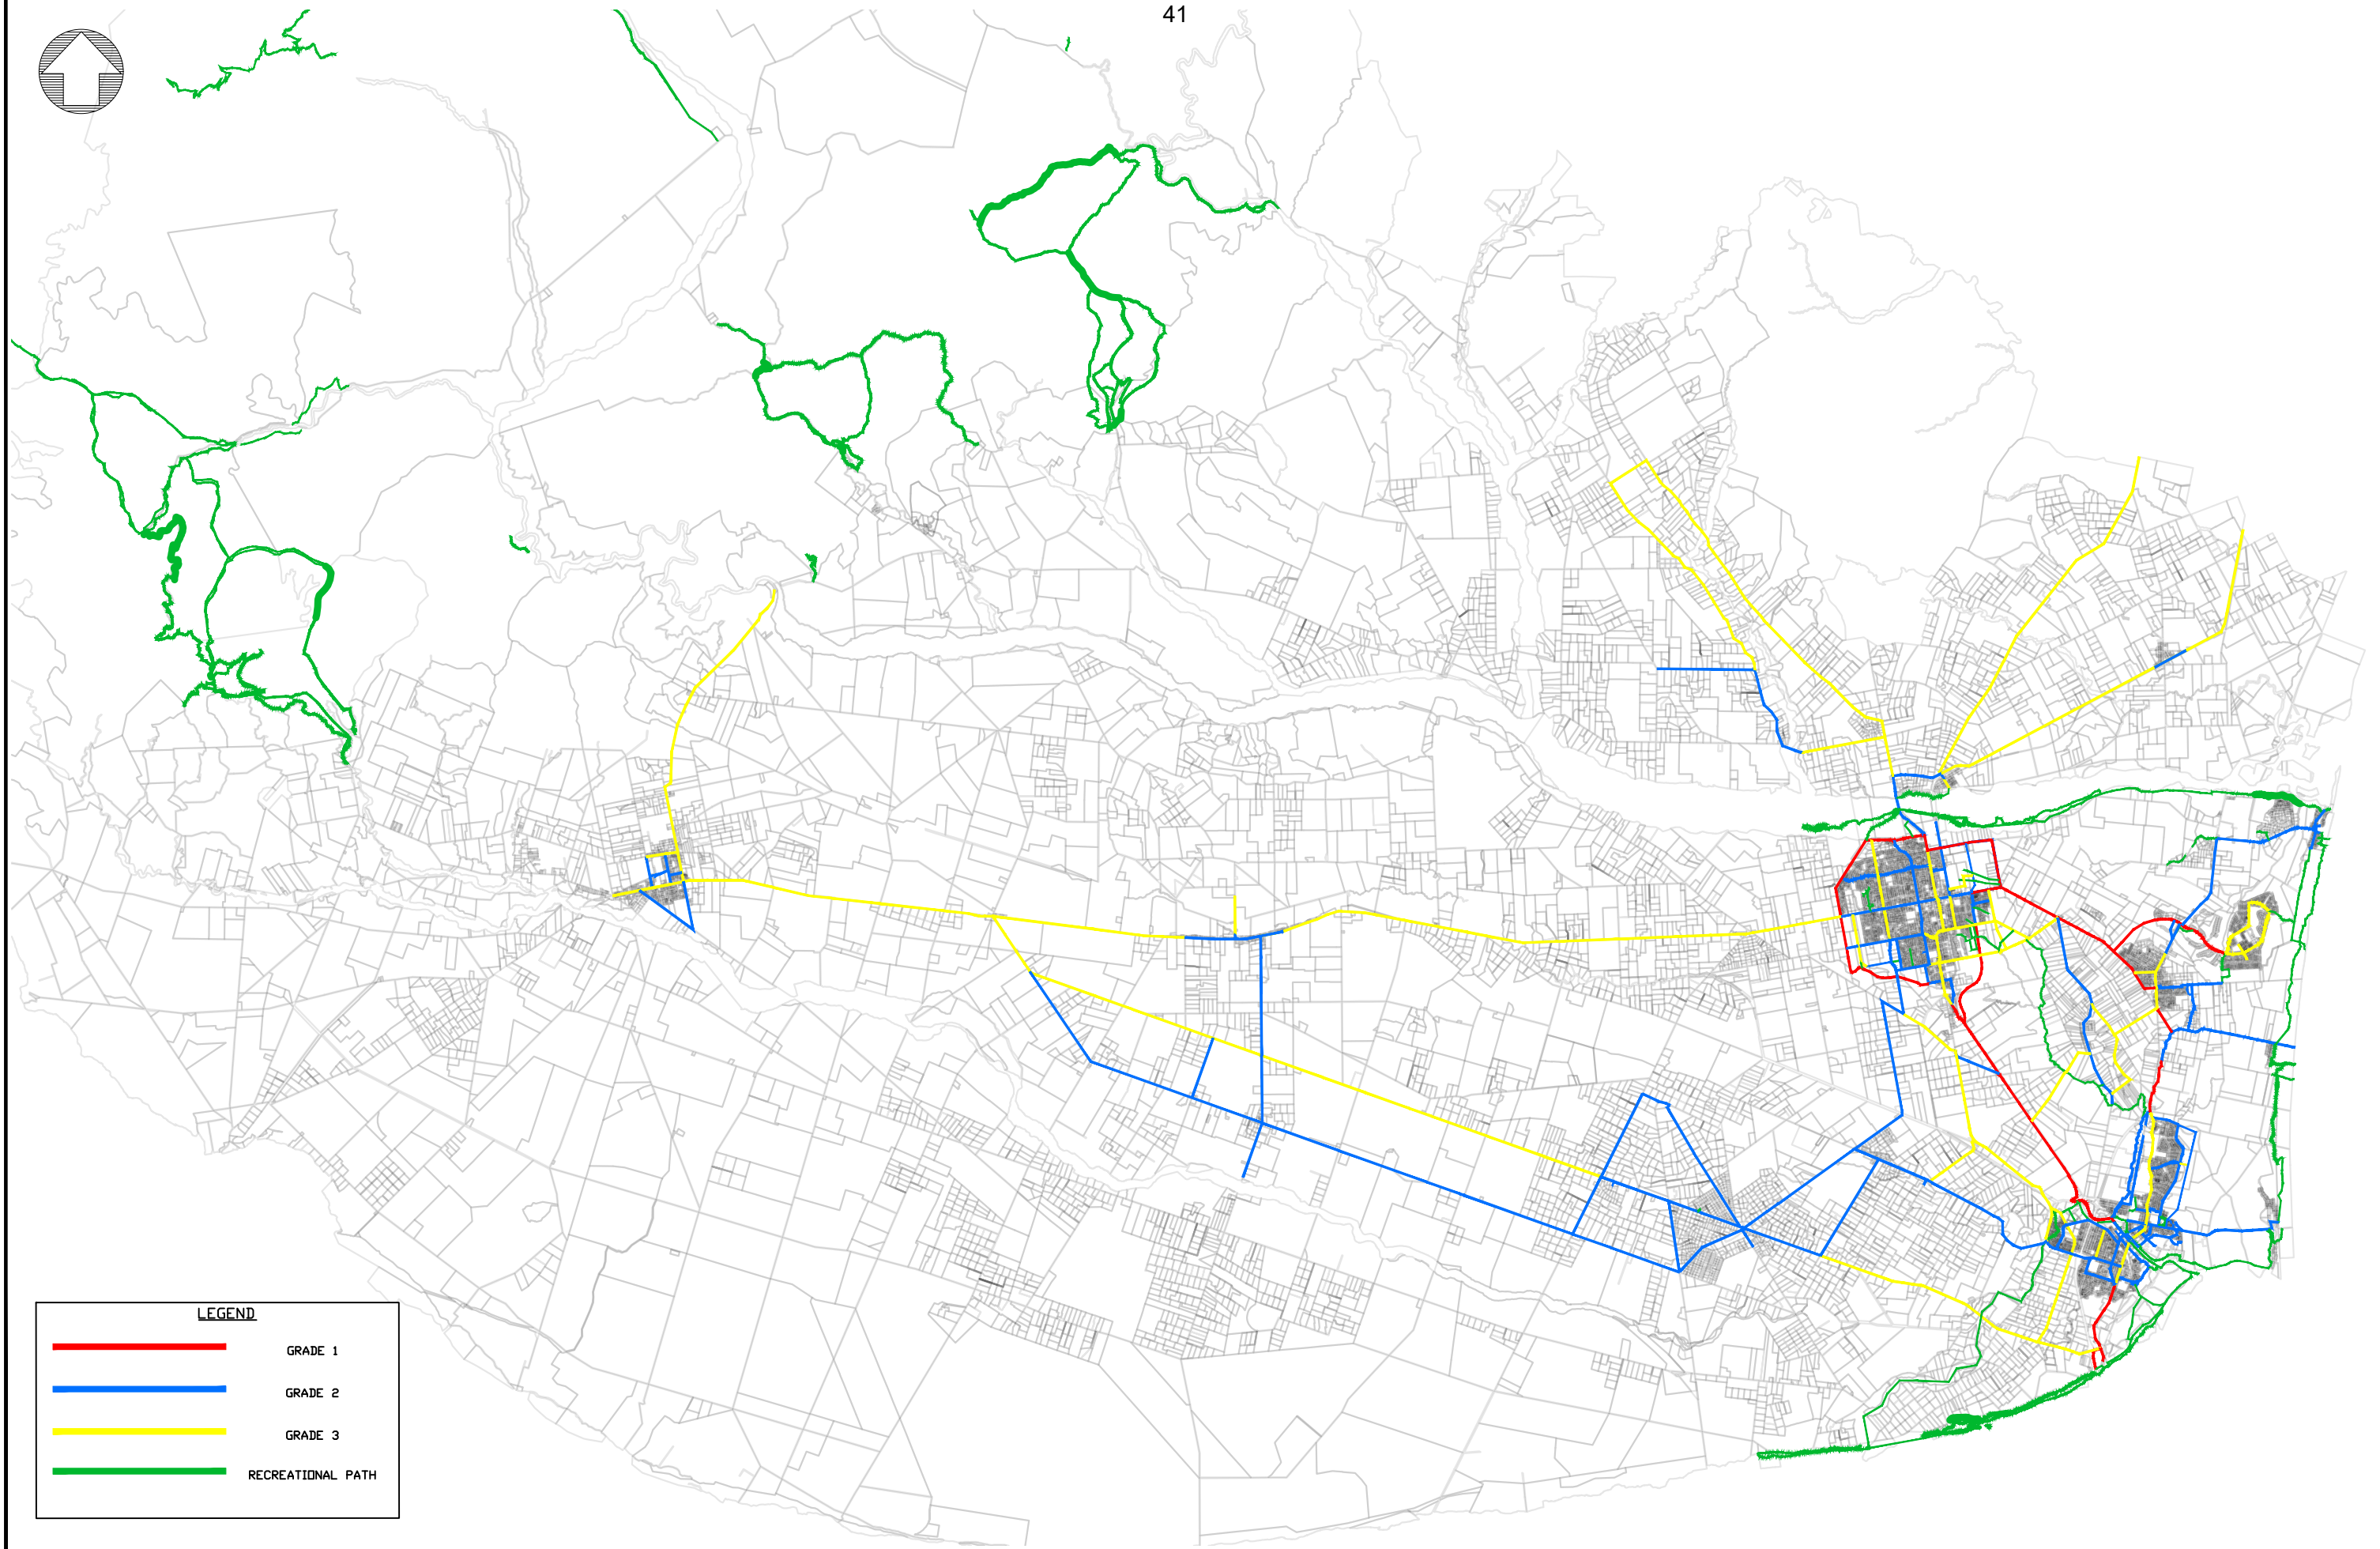 41
LEGEND
GRADE 1
GRADE 2
GRADE 3
RECREATIONAL PATH